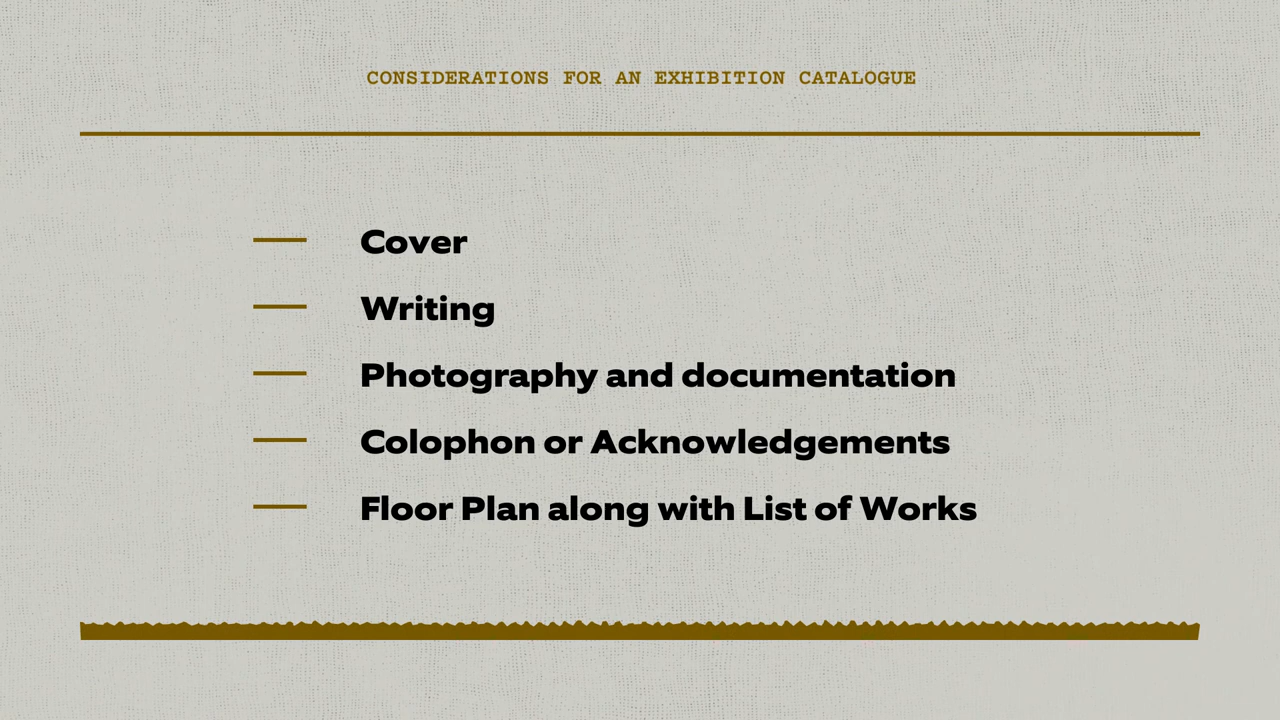 CONSIDERATIONS FOR AN EXHIBITION CATALOGUE
Cover
Writing
Photography and documentation
Colophon or Acknowledgements
Floor Plan along with List of Works